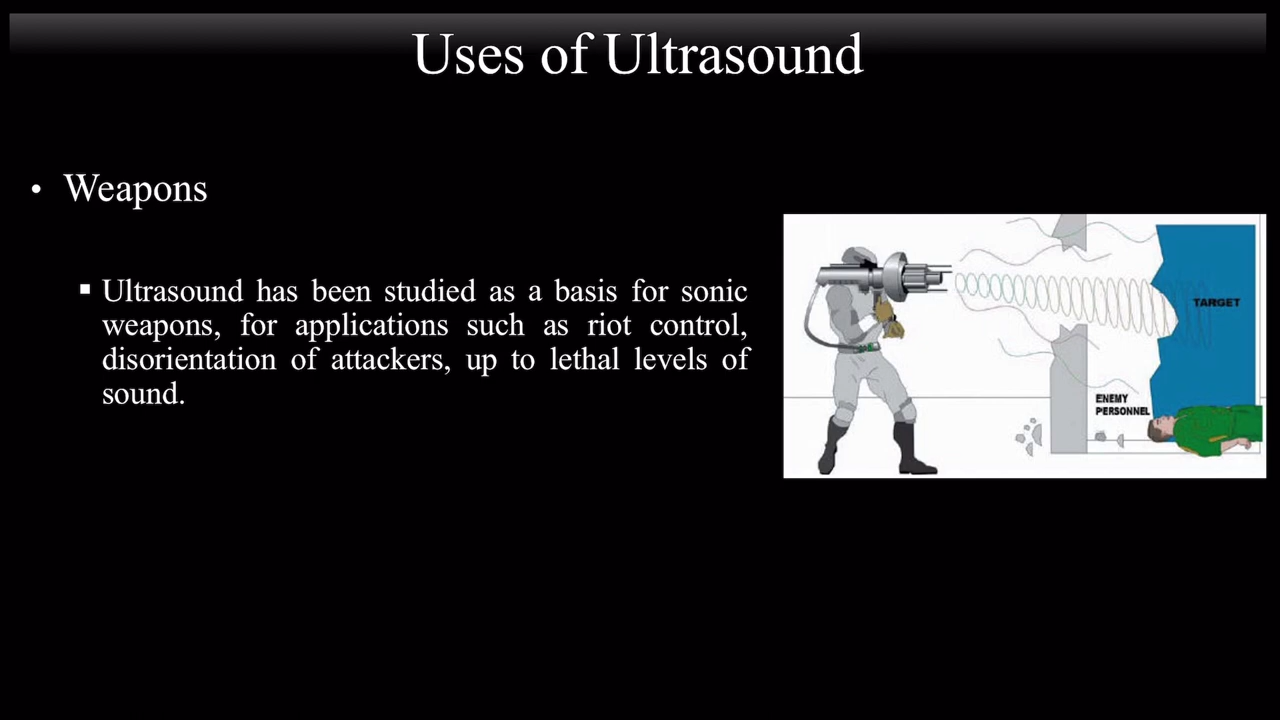 Uses of Ultrasound
• Weapons
▪ Ultrasound has been studied as a basis for sonic
weapons, for applications such as riot control,
disorientation of attackers, up to lethal levels of
sound.
TARGET
ENEMY
PERSONNEL